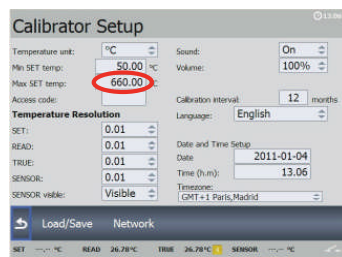 13:06
Calibrator Setup
Temperature unit: °C
Min SET temp: 50.00 °C
Max SET temp: 660.00 °C
Access code:
Temperature Resolution
SET: 0.01
READ: 0.01
TRUE: 0.01
SENSOR: 0.01
SENSOR visible: Visible
Sound: On
Volume: 100%
Calibration interval: 12 months
Language: English
Date and Time Setup
Date 2011-01-04
Time (h.m): 13.06
Timezone:
GMT+1 Paris,Madrid
Load/Save Network
SET ---.-- °C READ 26.78°C TRUE 26.78°C SENSOR ---.-- °C